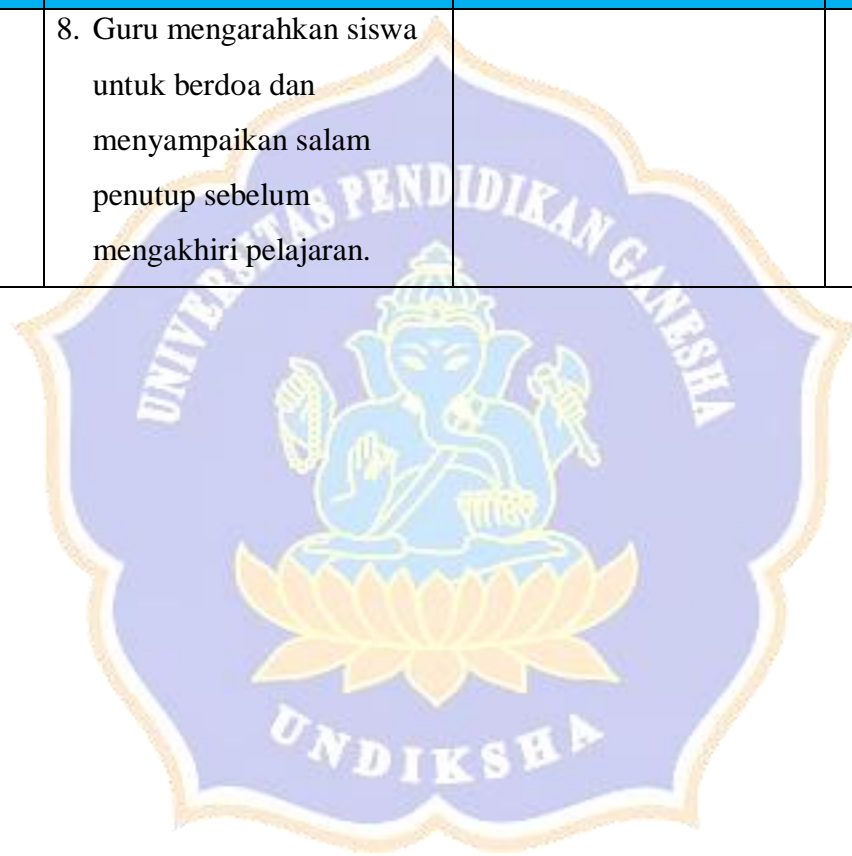 8. Guru mengarahkan siswa
untuk berdoa dan
menyampaikan salam
penutup sebelum
mengakhiri pelajaran.
UNIVERSITAS PENDIDIKAN GANESHA
UNDIKSHA